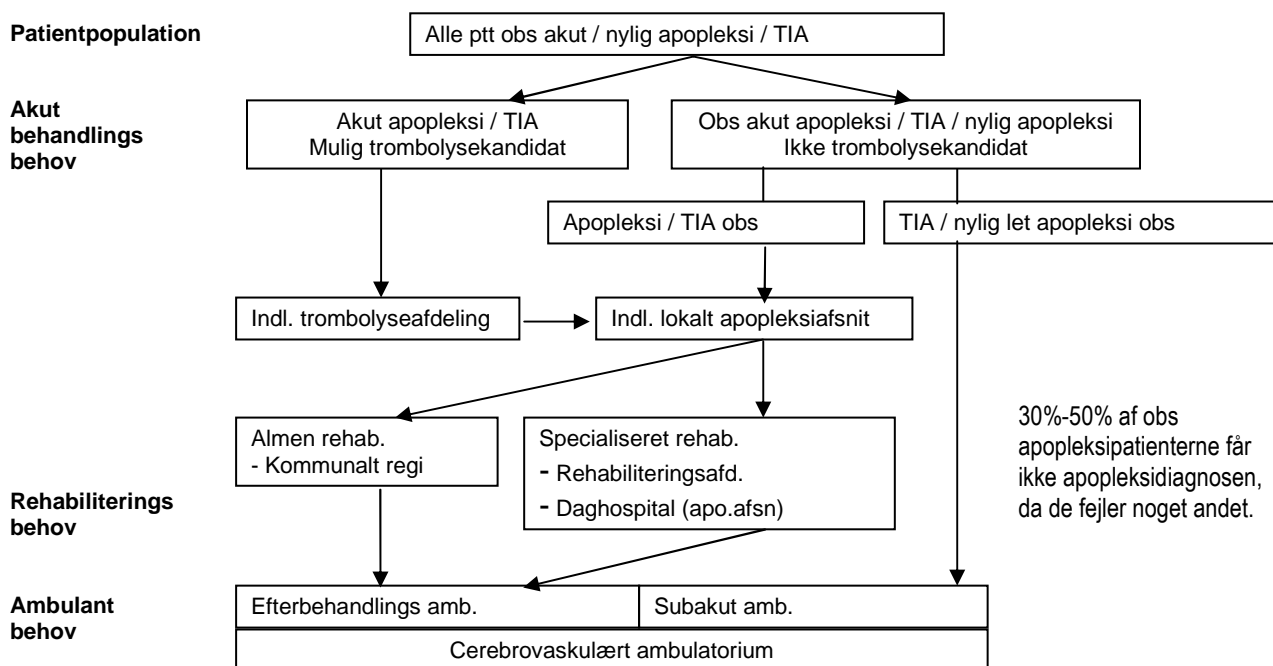 Patientpopulation
Alle ptt obs akut / nylig apopleksi / TIA
Akut
behandlings
behov
Akut apopleksi / TIA
Mulig trombolysekandidat
Obs akut apopleksi / TIA / nylig apopleksi
Ikke trombolysekandidat
Apopleksi / TIA obs
TIA / nylig let apopleksi obs
Indl. trombolyseafdeling
Indl. lokalt apopleksiafsnit
Almen rehab.
- Kommunalt regi
Specialiseret rehab.
- Rehabiliteringsafd.
- Daghospital (apo.afsn)
30%-50% af obs
apopleksipatienterne får
ikke apopleksidiagnosen,
da de fejler noget andet.
Rehabiliterings
behov
Ambulant
behov
Efterbehandlings amb.
Subakut amb.
Cerebrovaskulært ambulatorium